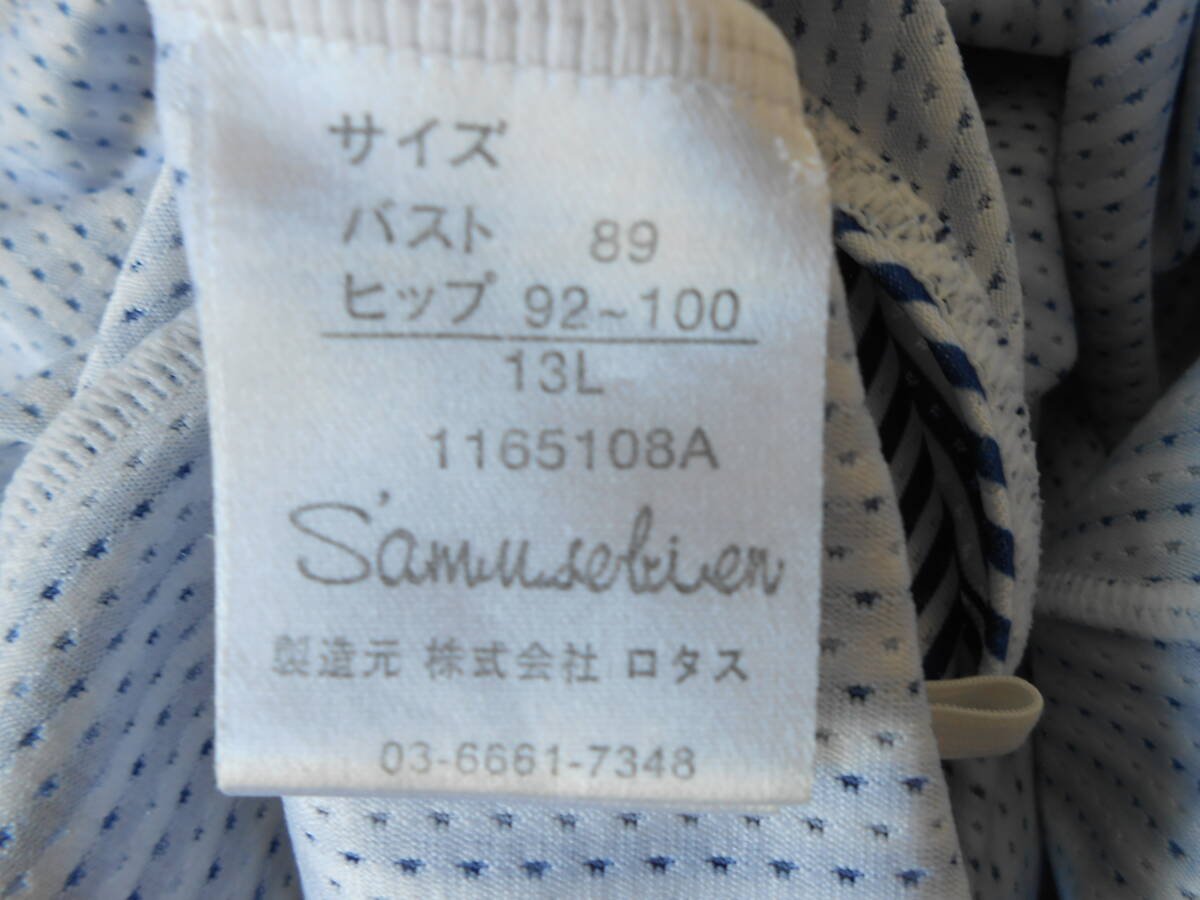 サイズ
バスト 89
ヒップ 92~100
13L
1165108A
S'amusebien
製造元 株式会社 ロタス
03-6661-7348